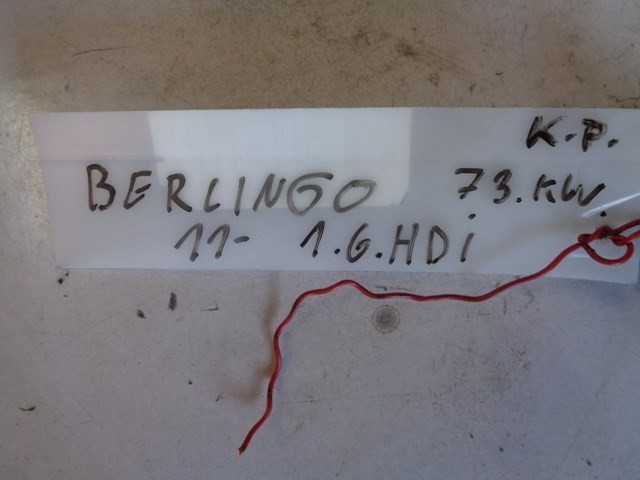 K.P.
BERLINGO 73.KW.
11- 1.6.HDi